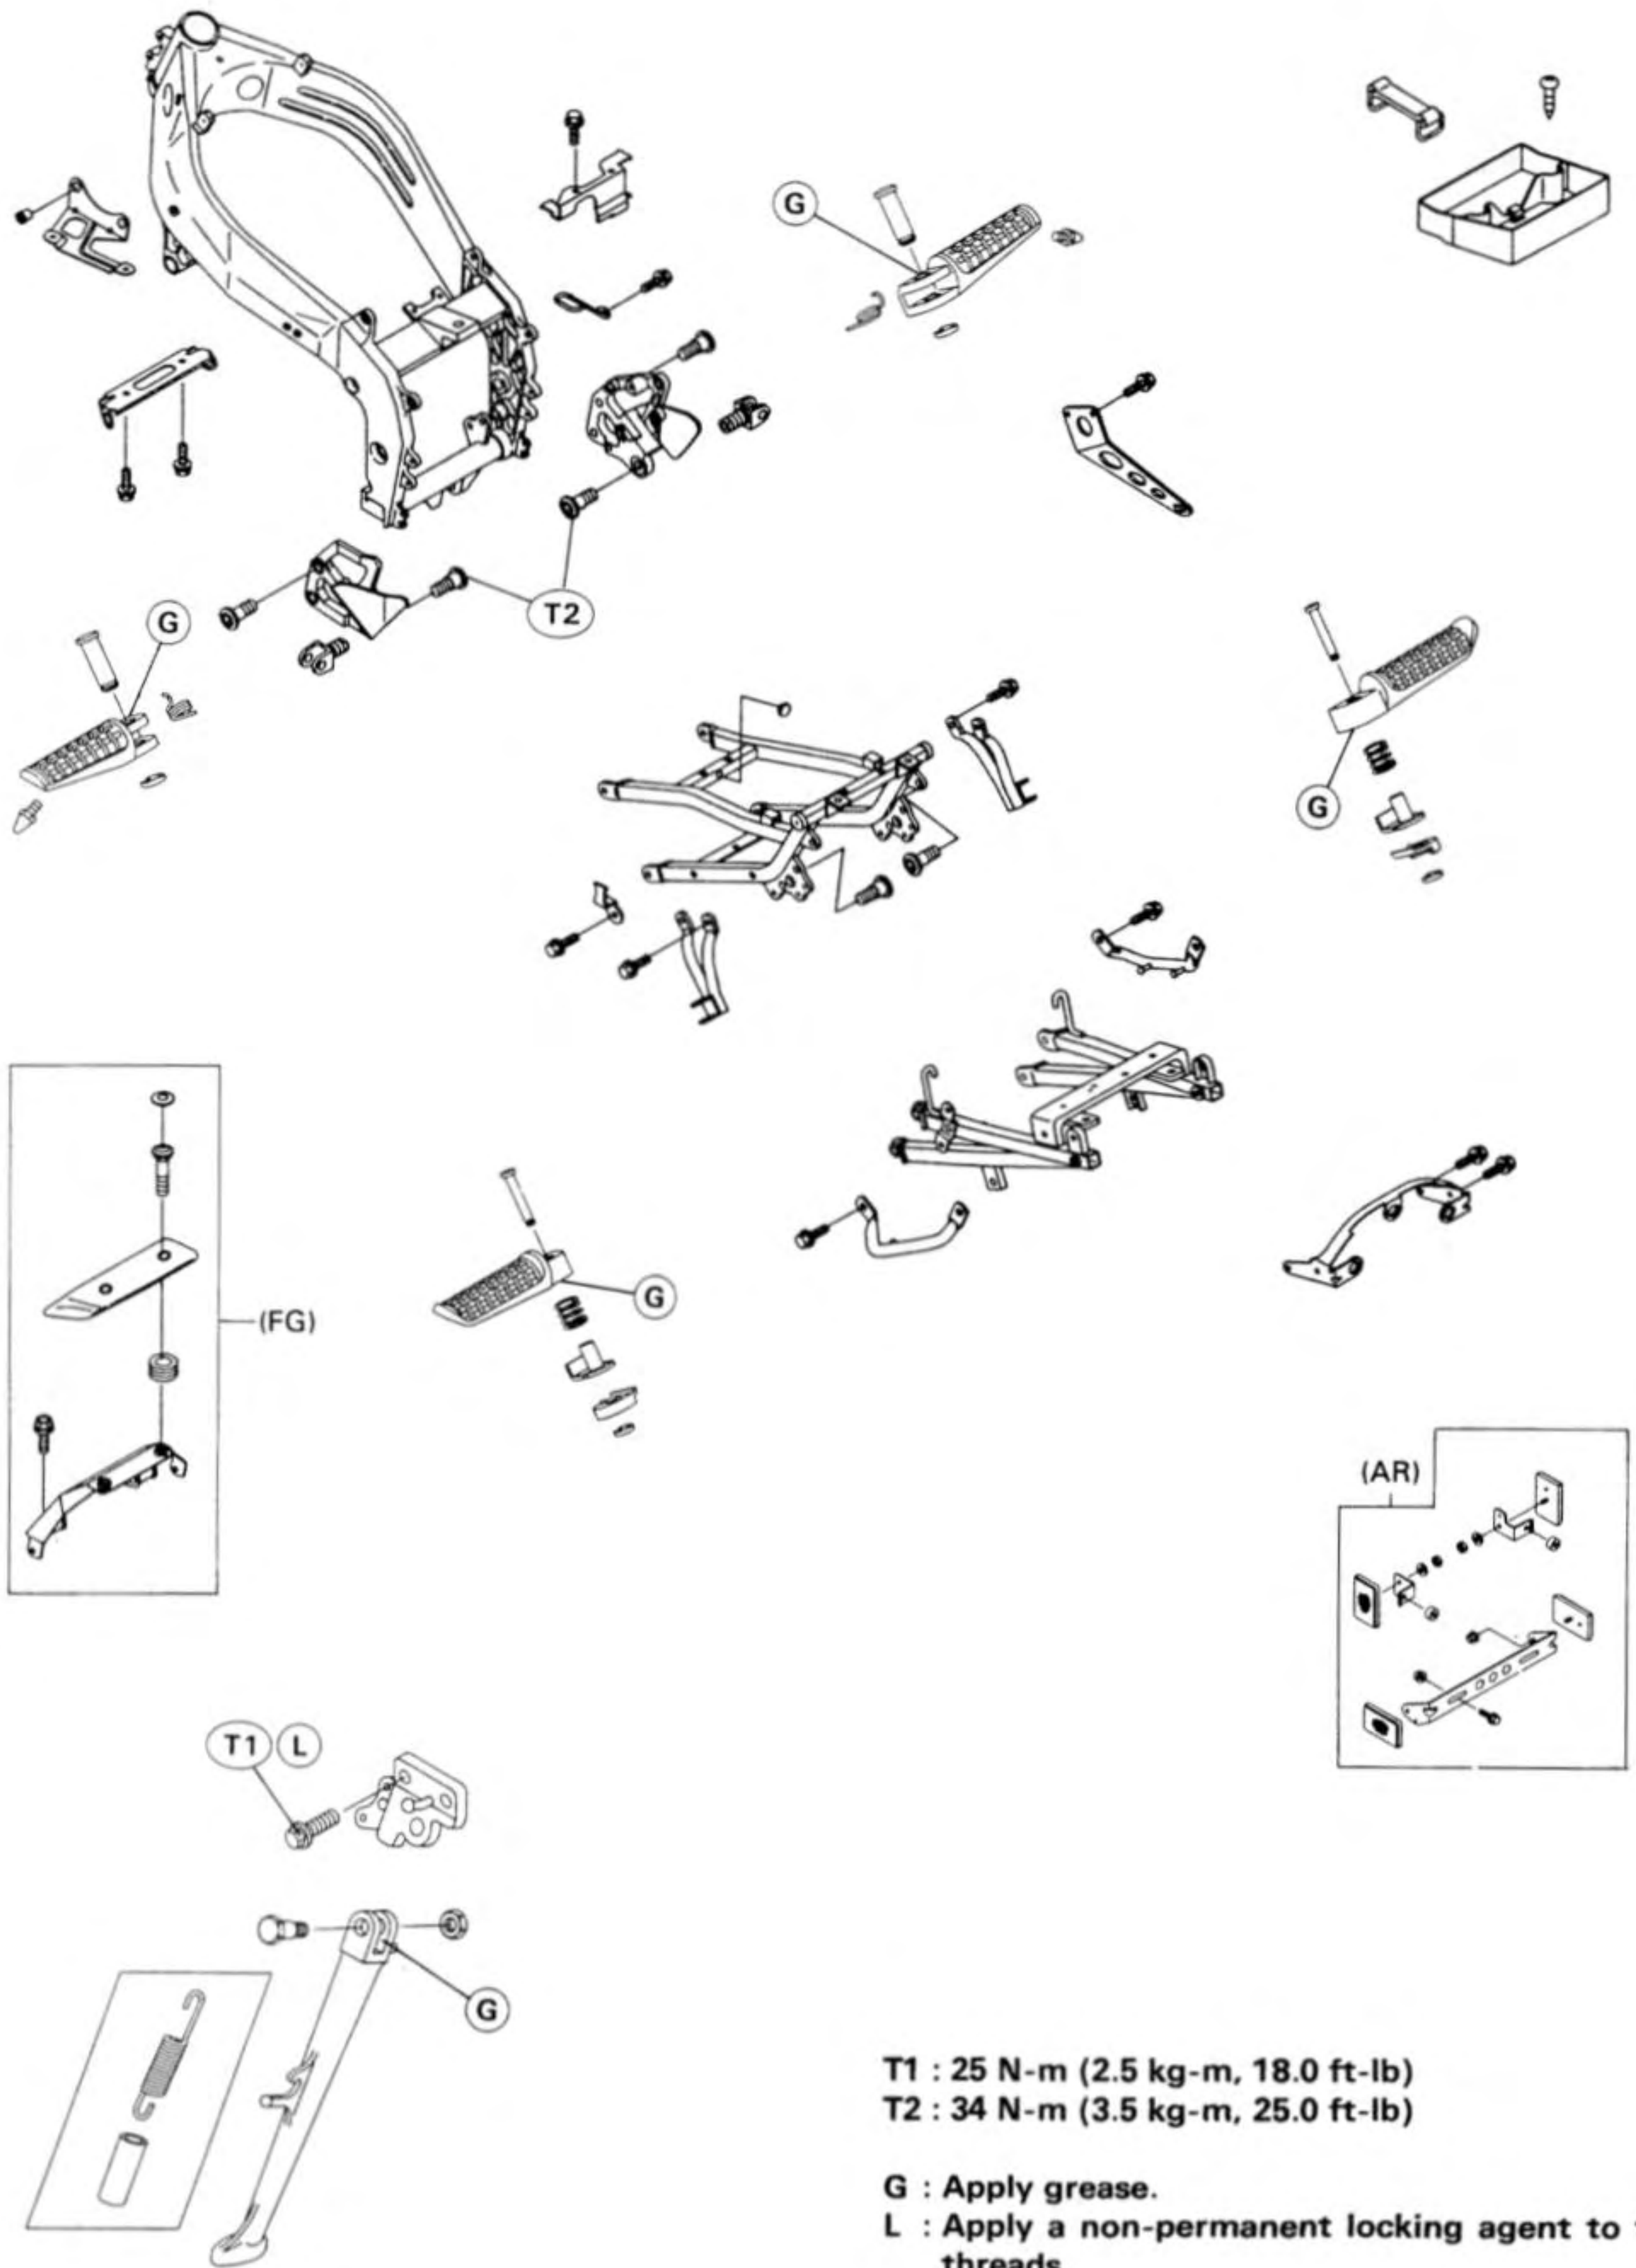 G
T2
G
G
(FG)
G
(AR)
T1 L
G
T1 : 25 N-m (2.5 kg-m, 18.0 ft-lb)
T2 : 34 N-m (3.5 kg-m, 25.0 ft-lb)
G : Apply grease.
L : Apply a non-permanent locking agent to
threads